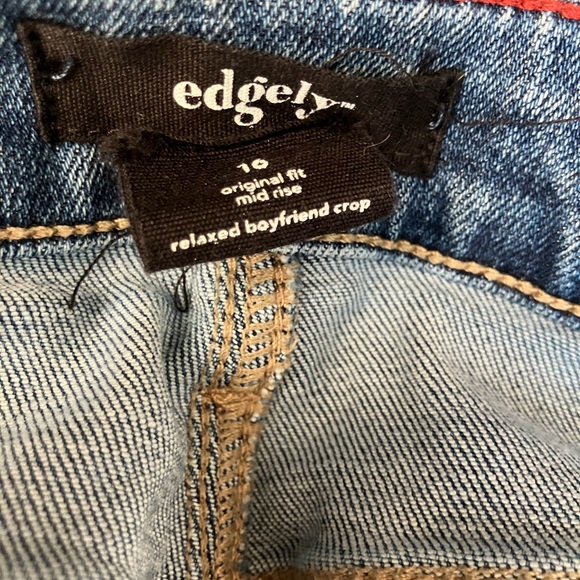 edgely™
10
original fit
mid rise
relaxed boyfriend crop